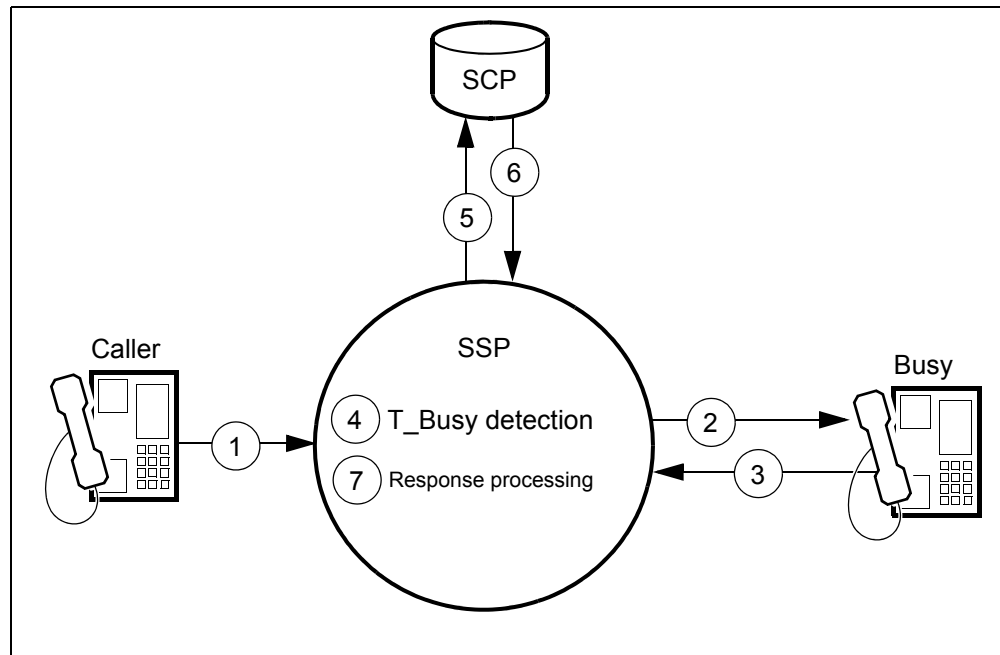 SCP
6
5
SSP
Caller
Busy
4 T_Busy detection
2
1
3
7 Response processing